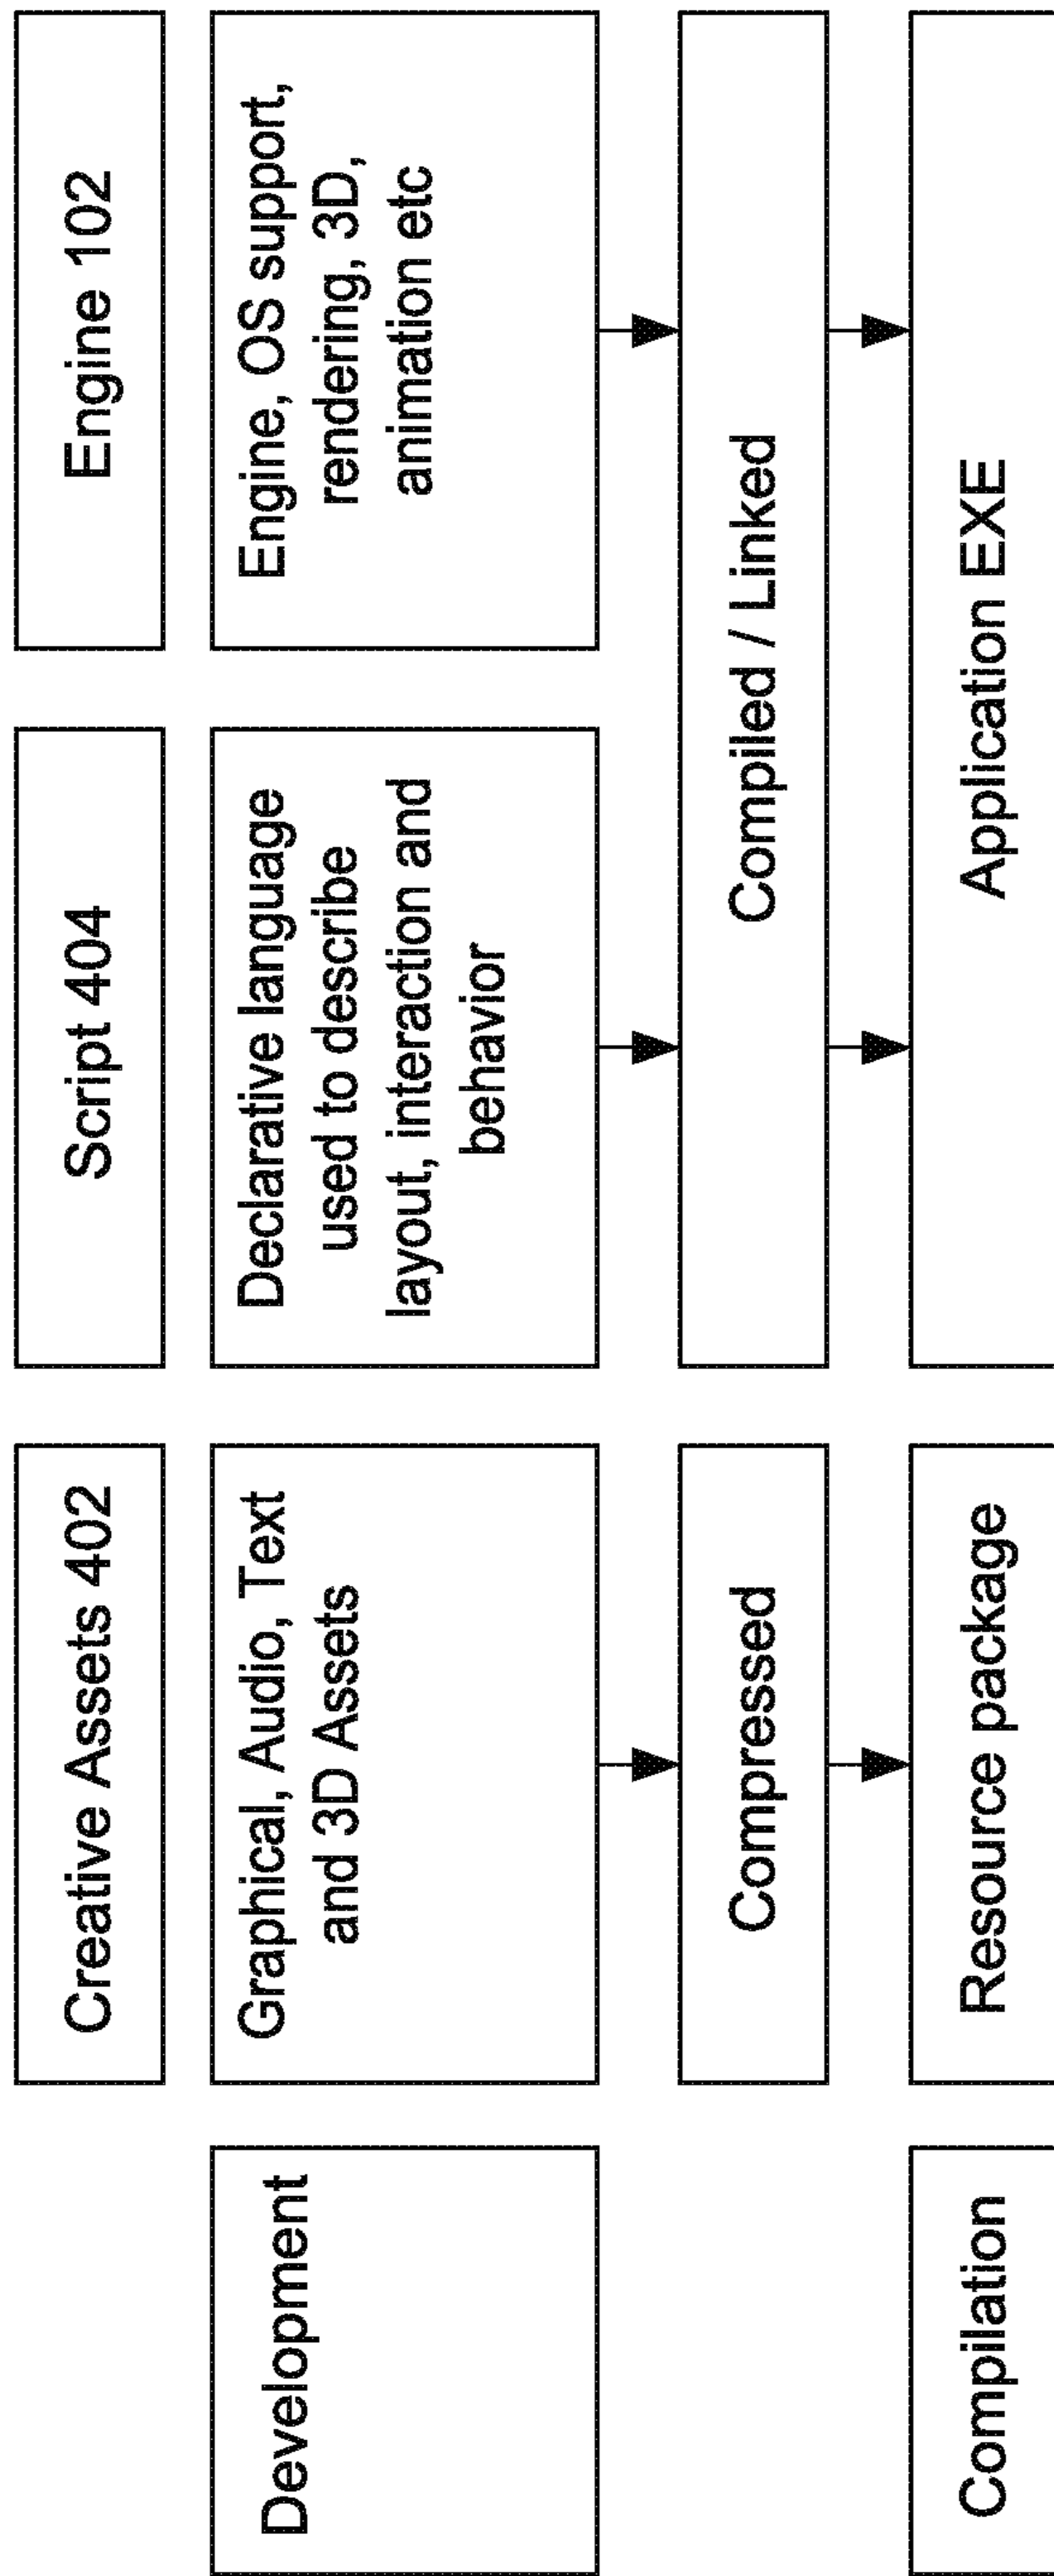 Creative Assets 402
Script 404
Engine 102
Development
Graphical, Audio, Text
and 3D Assets
Declarative language
used to describe
layout, interaction and
behavior
Engine, OS support,
rendering, 3D,
animation etc
Compressed
Compiled / Linked
Compilation
Resource package
Application EXE